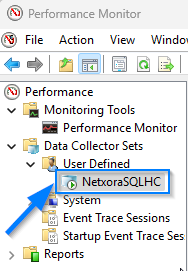 Performance Monitor
File Action View
Performance
Monitoring Tools
Performance Monitor
Data Collector Sets
User Defined
NetxoraSQLHC
System
Event Trace Sessions
Startup Event Trace Ses
Reports